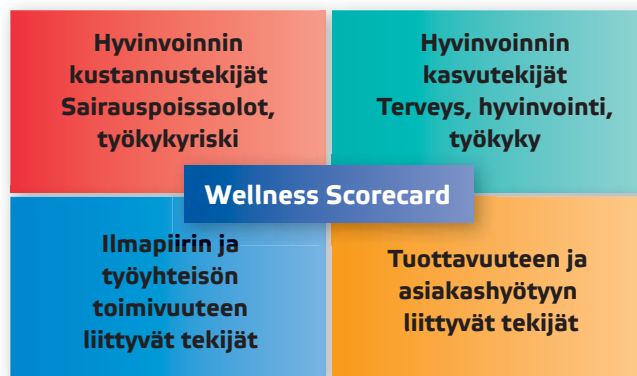 Hyvinvoinnin
kustannustekijät
Sairauspoissaolot,
työkykyriski
Hyvinvoinnin
kasvutekijät
Terveys, hyvinvointi,
työkyky
Wellness Scorecard
Ilmapiirin ja
työyhteisön
toimivuuteen
liittyvät tekijät
Tuottavuuteen ja
asiakashyötyyn
liittyvät tekijät